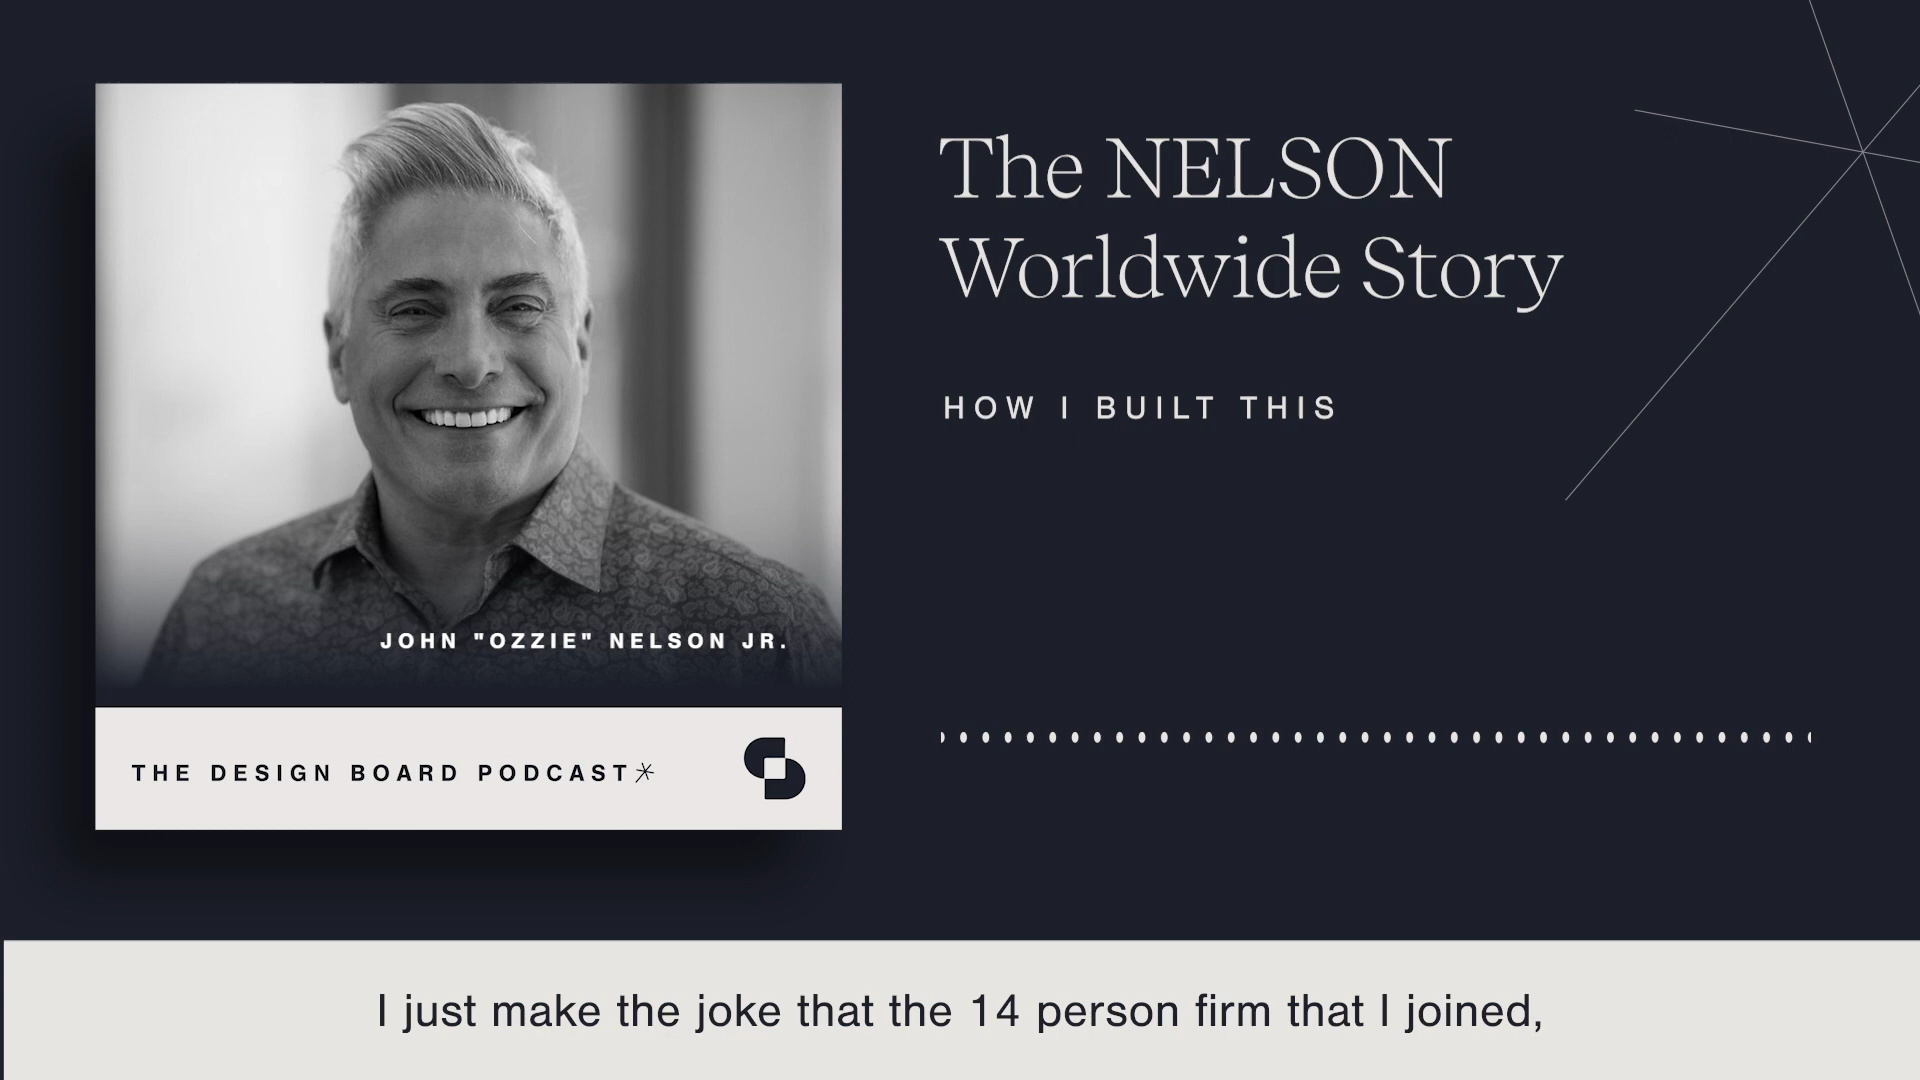 The NELSON
Worldwide Story
HOW I BUILT THIS
JOHN "OZZIE" NELSON JR.
THE DESIGN BOARD PODCAST
I just make the joke that the 14 person firm that I joined,